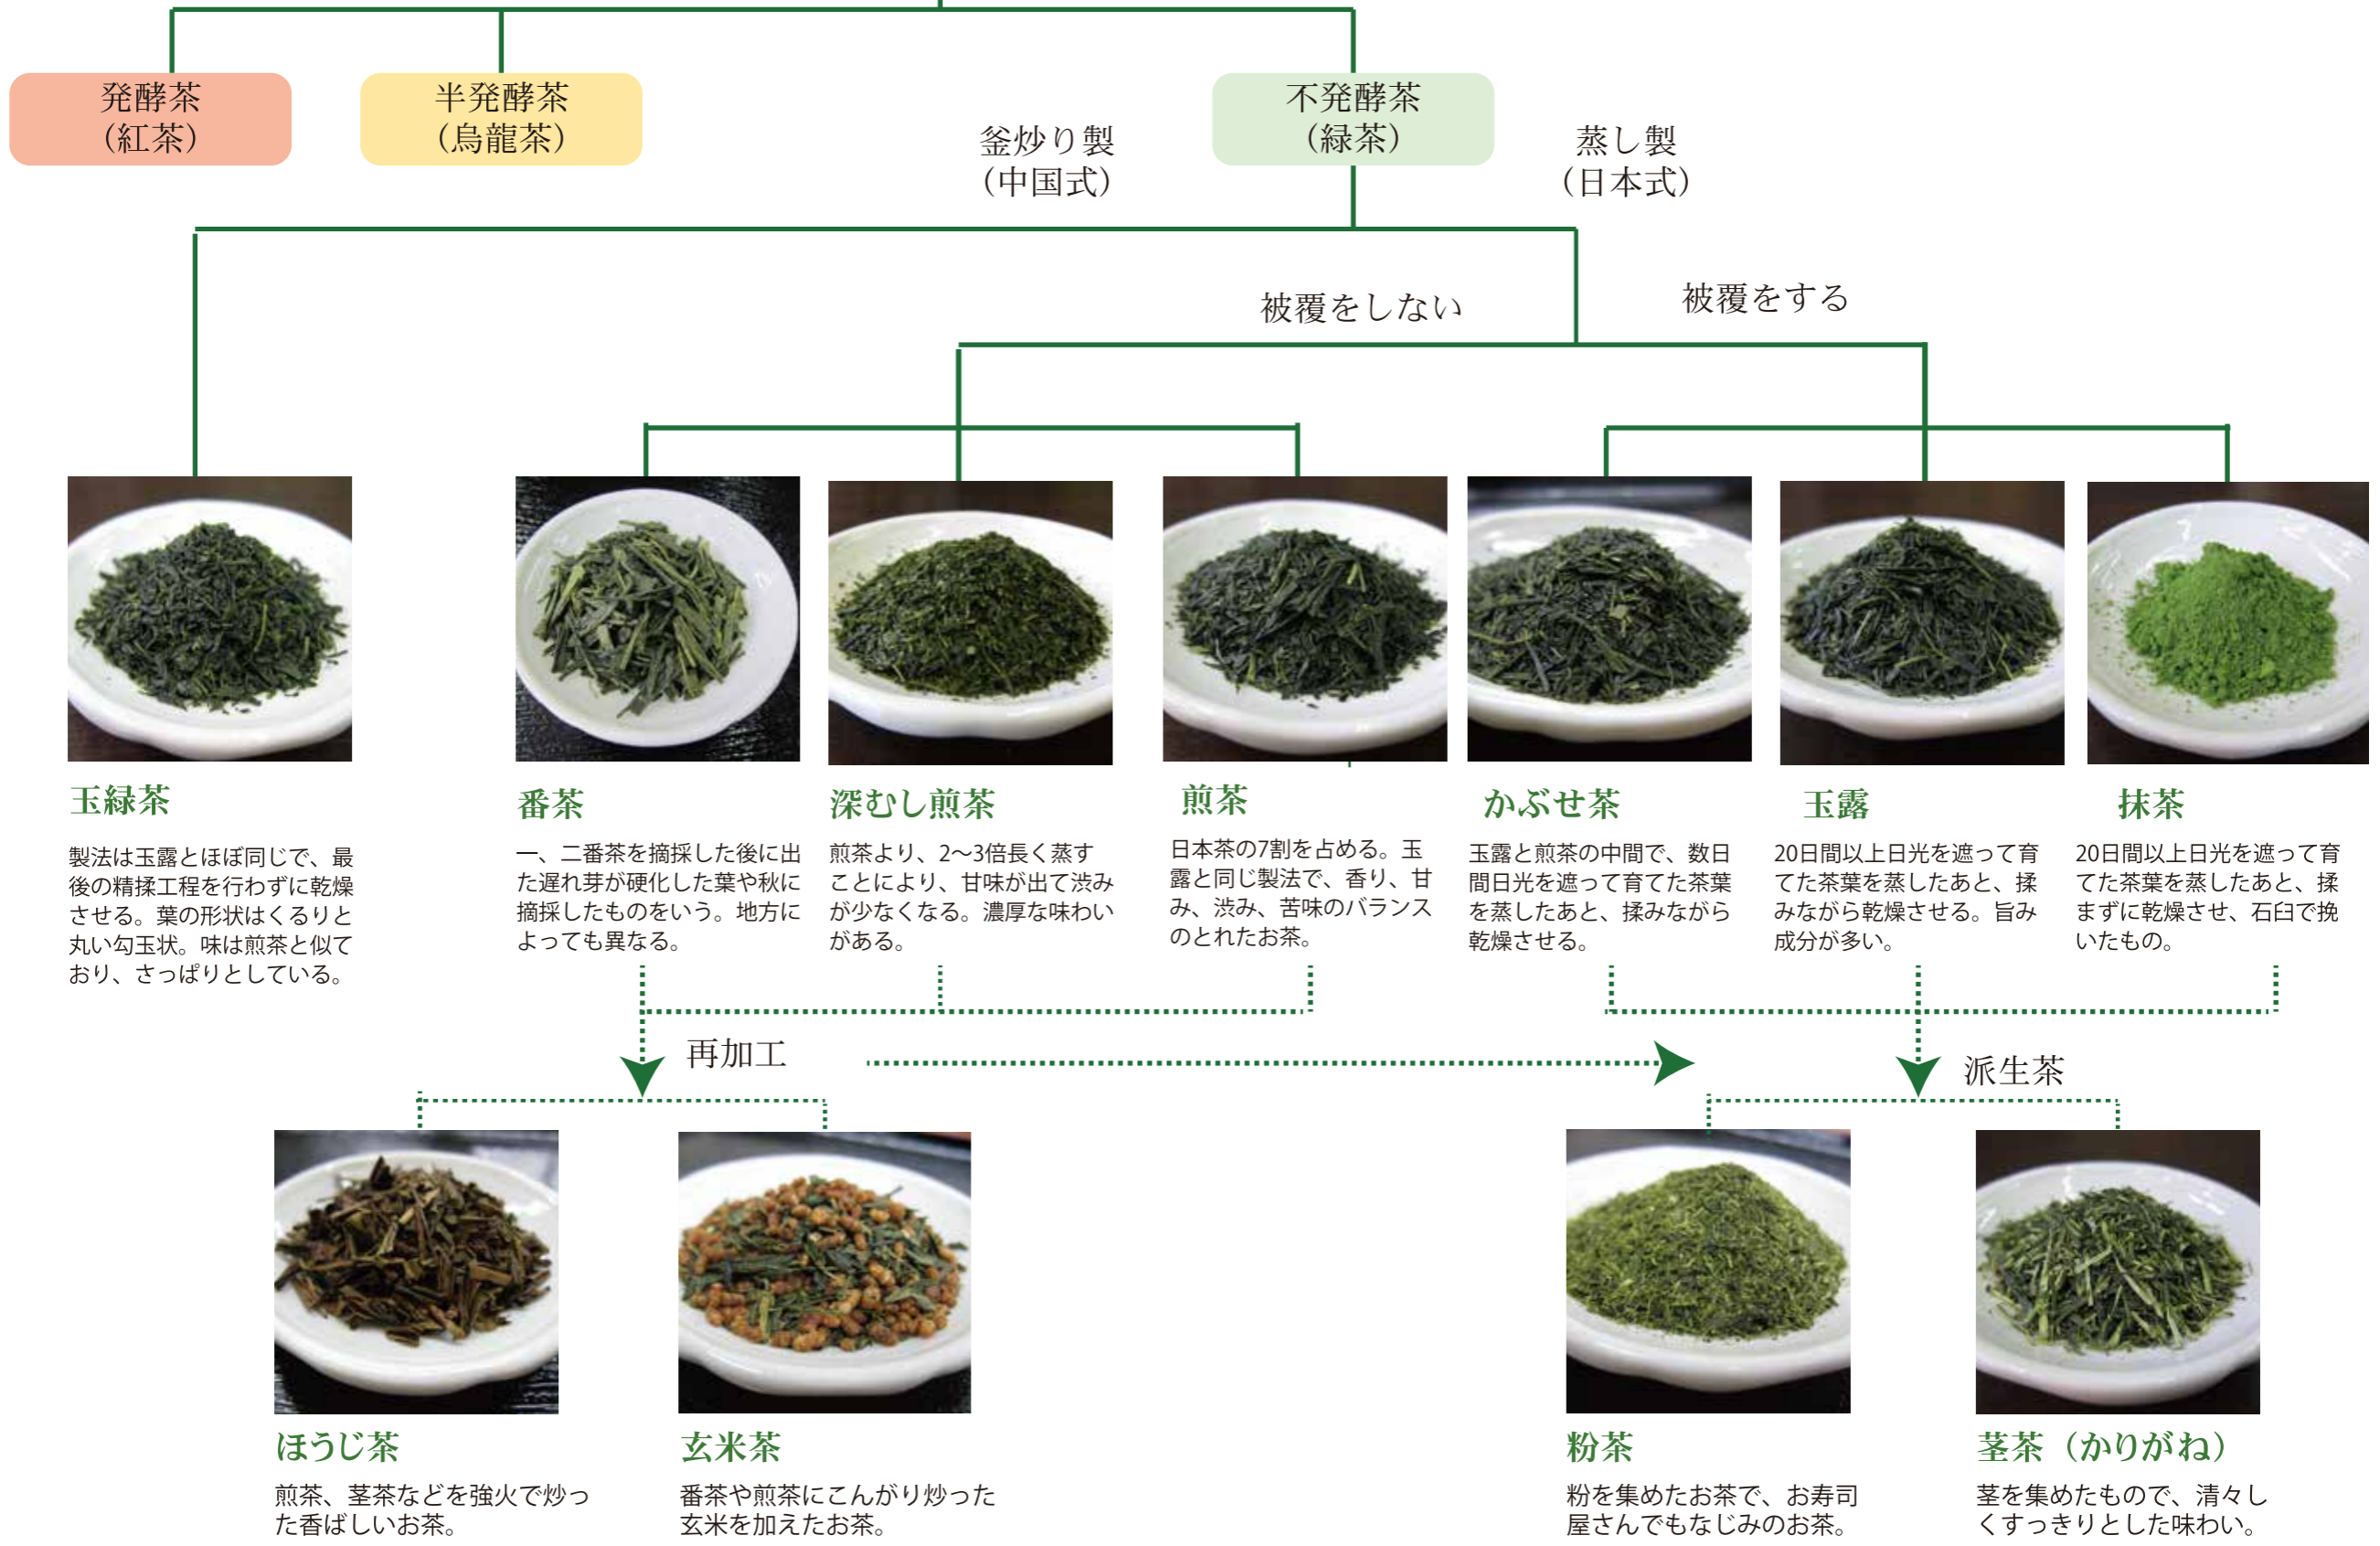 発酵茶
（紅茶）
半発酵茶
（烏龍茶）
不発酵茶
（緑茶）
釜炒り製
（中国式）
蒸し製
（日本式）
被覆をしない
被覆をする
玉緑茶
製法は玉露とほぼ同じで、最
後の精揉工程を行わずに乾燥
させる。葉の形状はくるりと
丸い勾玉状。味は煎茶と似て
おり、さっぱりとしている。
番茶
一、二番茶を摘採した後に出
た遅れ芽が硬化した葉や秋に
摘採したものをいう。地方に
よっても異なる。
深むし煎茶
煎茶より、2〜3倍長く蒸す
ことにより、甘味が出て渋み
が少なくなる。濃厚な味わい
がある。
煎茶
日本茶の7割を占める。玉
露と同じ製法で、香り、甘
み、渋み、苦味のバランス
のとれたお茶。
かぶせ茶
玉露と煎茶の中間で、数日
間日光を遮って育てた茶葉
を蒸したあと、揉みながら
乾燥させる。
玉露
20日間以上日光を遮って育
てた茶葉を蒸したあと、揉
みながら乾燥させる。旨み
成分が多い。
抹茶
20日間以上日光を遮って育
てた茶葉を蒸したあと、揉
まずに乾燥させ、石臼で挽
いたもの。
再加工
派生茶
ほうじ茶
煎茶、茎茶などを強火で炒っ
た香ばしいお茶。
玄米茶
番茶や煎茶にこんがり炒った
玄米を加えたお茶。
粉茶
粉を集めたお茶で、お寿司
屋さんでもなじみのお茶。
茎茶（かりがね）
茎を集めたもので、清々し
くすっきりとした味わい。